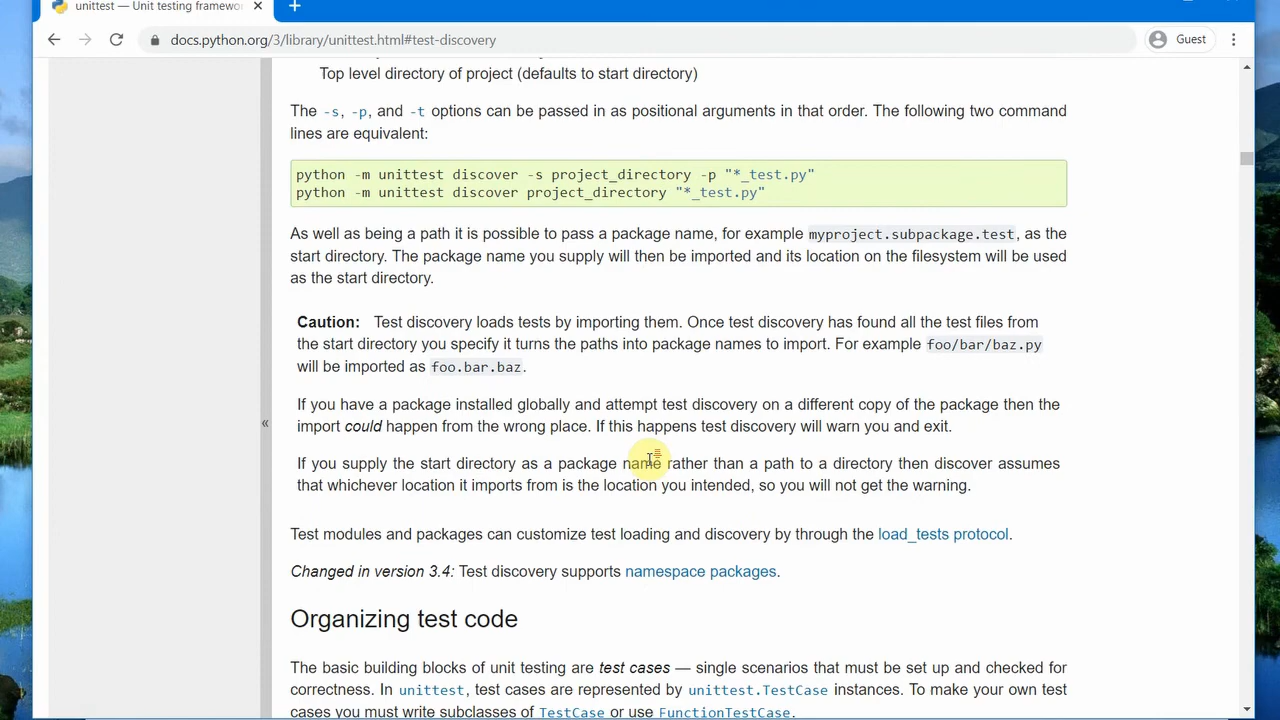 unittest — Unit testing framewo
docs.python.org/3/library/unittest.html#test-discovery
Guest
Top level directory of project (defaults to start directory)
The -s, -p, and -t options can be passed in as positional arguments in that order. The following two command
lines are equivalent:
python -m unittest discover -s project_directory -p "*_test.py"
python -m unittest discover project_directory "*_test.py"
As well as being a path it is possible to pass a package name, for example myproject.subpackage.test, as the
start directory. The package name you supply will then be imported and its location on the filesystem will be used
as the start directory.
Caution: Test discovery loads tests by importing them. Once test discovery has found all the test files from
the start directory you specify it turns the paths into package names to import. For example foo/bar/baz.py
will be imported as foo.bar.baz.
If you have a package installed globally and attempt test discovery on a different copy of the package then the
import could happen from the wrong place. If this happens test discovery will warn you and exit.
If you supply the start directory as a package name rather than a path to a directory then discover assumes
that whichever location it imports from is the location you intended, so you will not get the warning.
«
Test modules and packages can customize test loading and discovery by through the load_tests protocol.
Changed in version 3.4: Test discovery supports namespace packages.
Organizing test code
The basic building blocks of unit testing are test cases — single scenarios that must be set up and checked for
correctness. In unittest, test cases are represented by unittest.TestCase instances. To make your own test
cases you must write subclasses of TestCase or use FunctionTestCase.